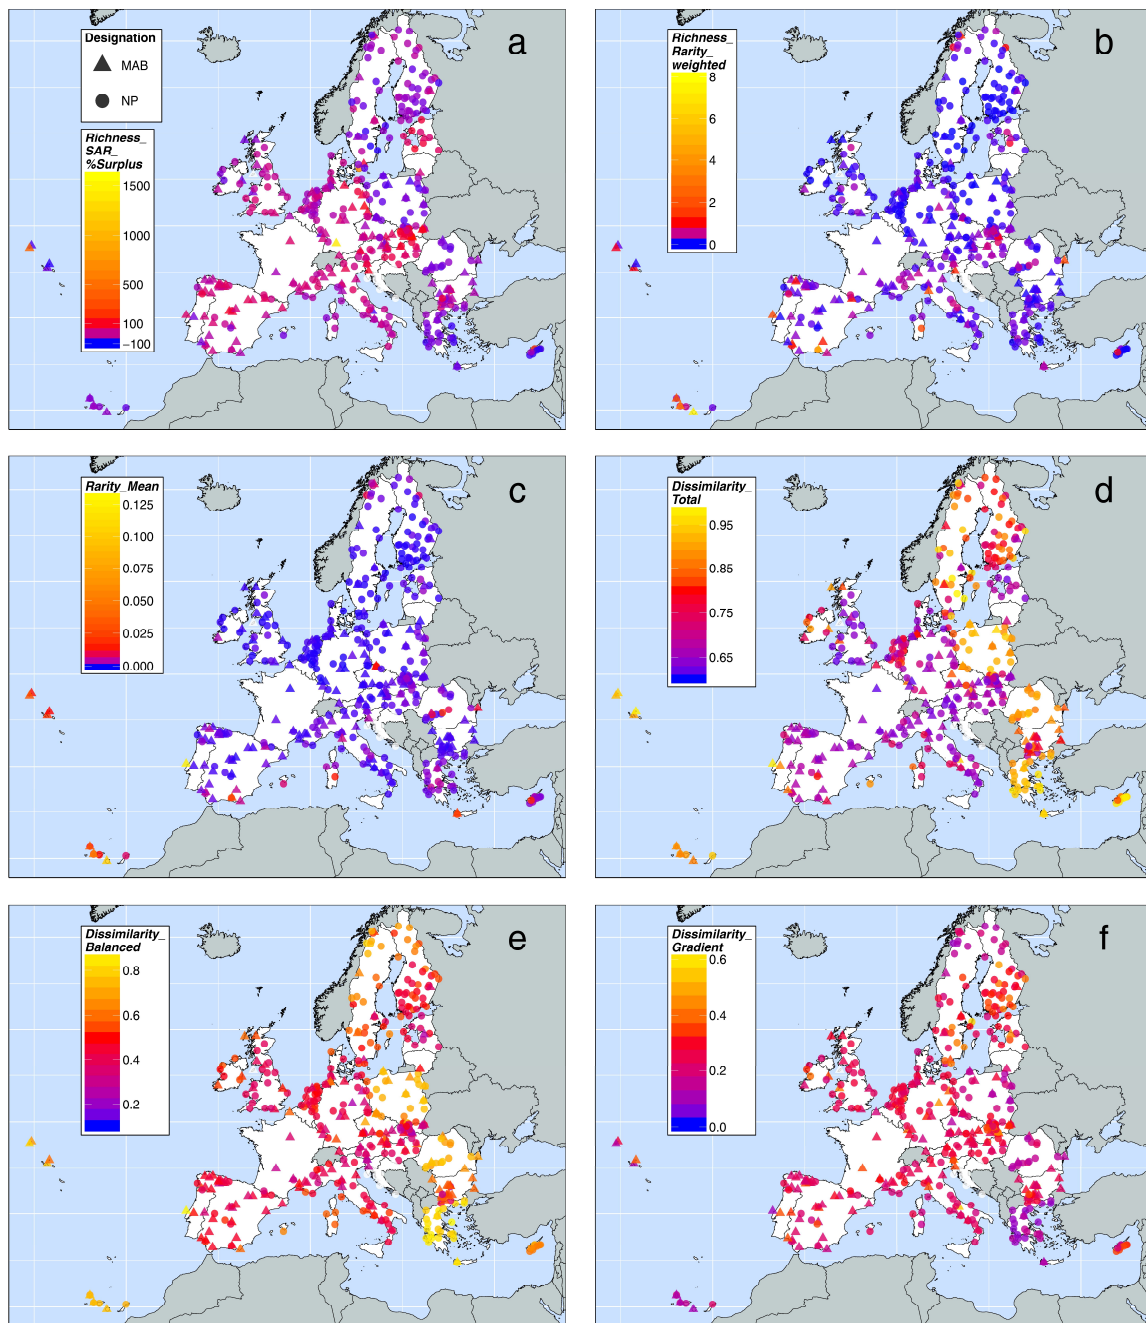 a
Designation
MAB
NP
Richness_
SAR_
%Surplus
1500
1000
500
100
−100
b
Richness_
Rarity_
weighted
8
6
4
2
0
c
Rarity_Mean
0.125
0.100
0.075
0.050
0.025
0.000
d
Dissimilarity_
Total
0.95
0.85
0.75
0.65
e
Dissimilarity_
Balanced
0.8
0.6
0.4
0.2
f
Dissimilarity_
Gradient
0.6
0.4
0.2
0.0